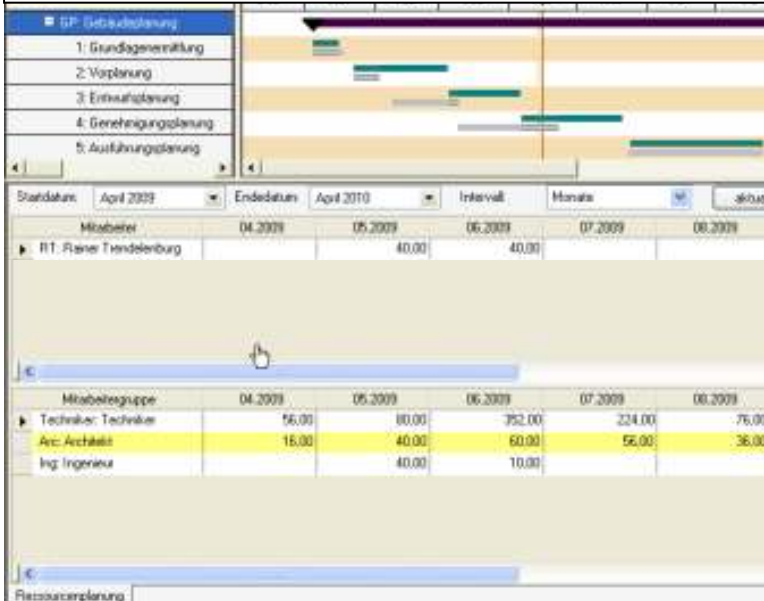 GP: Gebäudeplanung
1: Grundlagenermittlung
2: Vorplanung
3: Entwurfsplanung
4: Genehmigungsplanung
5: Ausführungsplanung
Startdatum: April 2009 Endedatum: April 2010 Intervall: Monate
Mitarbeiter 04.2009 05.2009 06.2009 07.2009 08.2009
RT: Rainer Trendelenburg 40,00 40,00
Mitarbeitergruppe 04.2009 05.2009 06.2009 07.2009 08.2009
Techniker: Techniker 56,00 80,00 352,00 224,00 76,00
Arc: Architekt 16,00 40,00 60,00 56,00 36,00
Ing: Ingenieur 40,00 10,00
Ressourcenplanung